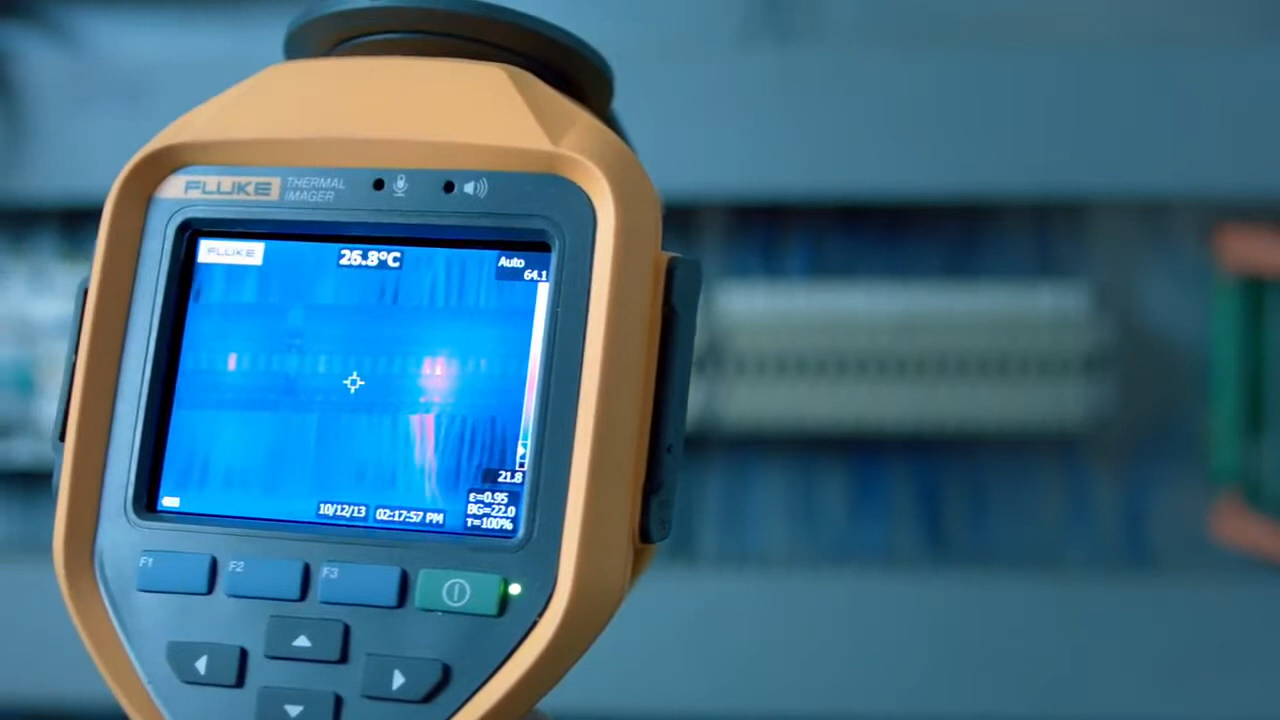 FLUKE THERMAL
IMAGER
FLUKE
26.8°C
Auto
64.1
21.8
10/12/13 02:17:57 PM
ε=0.95
BG=22.0
τ=100%
F1 F2 F3